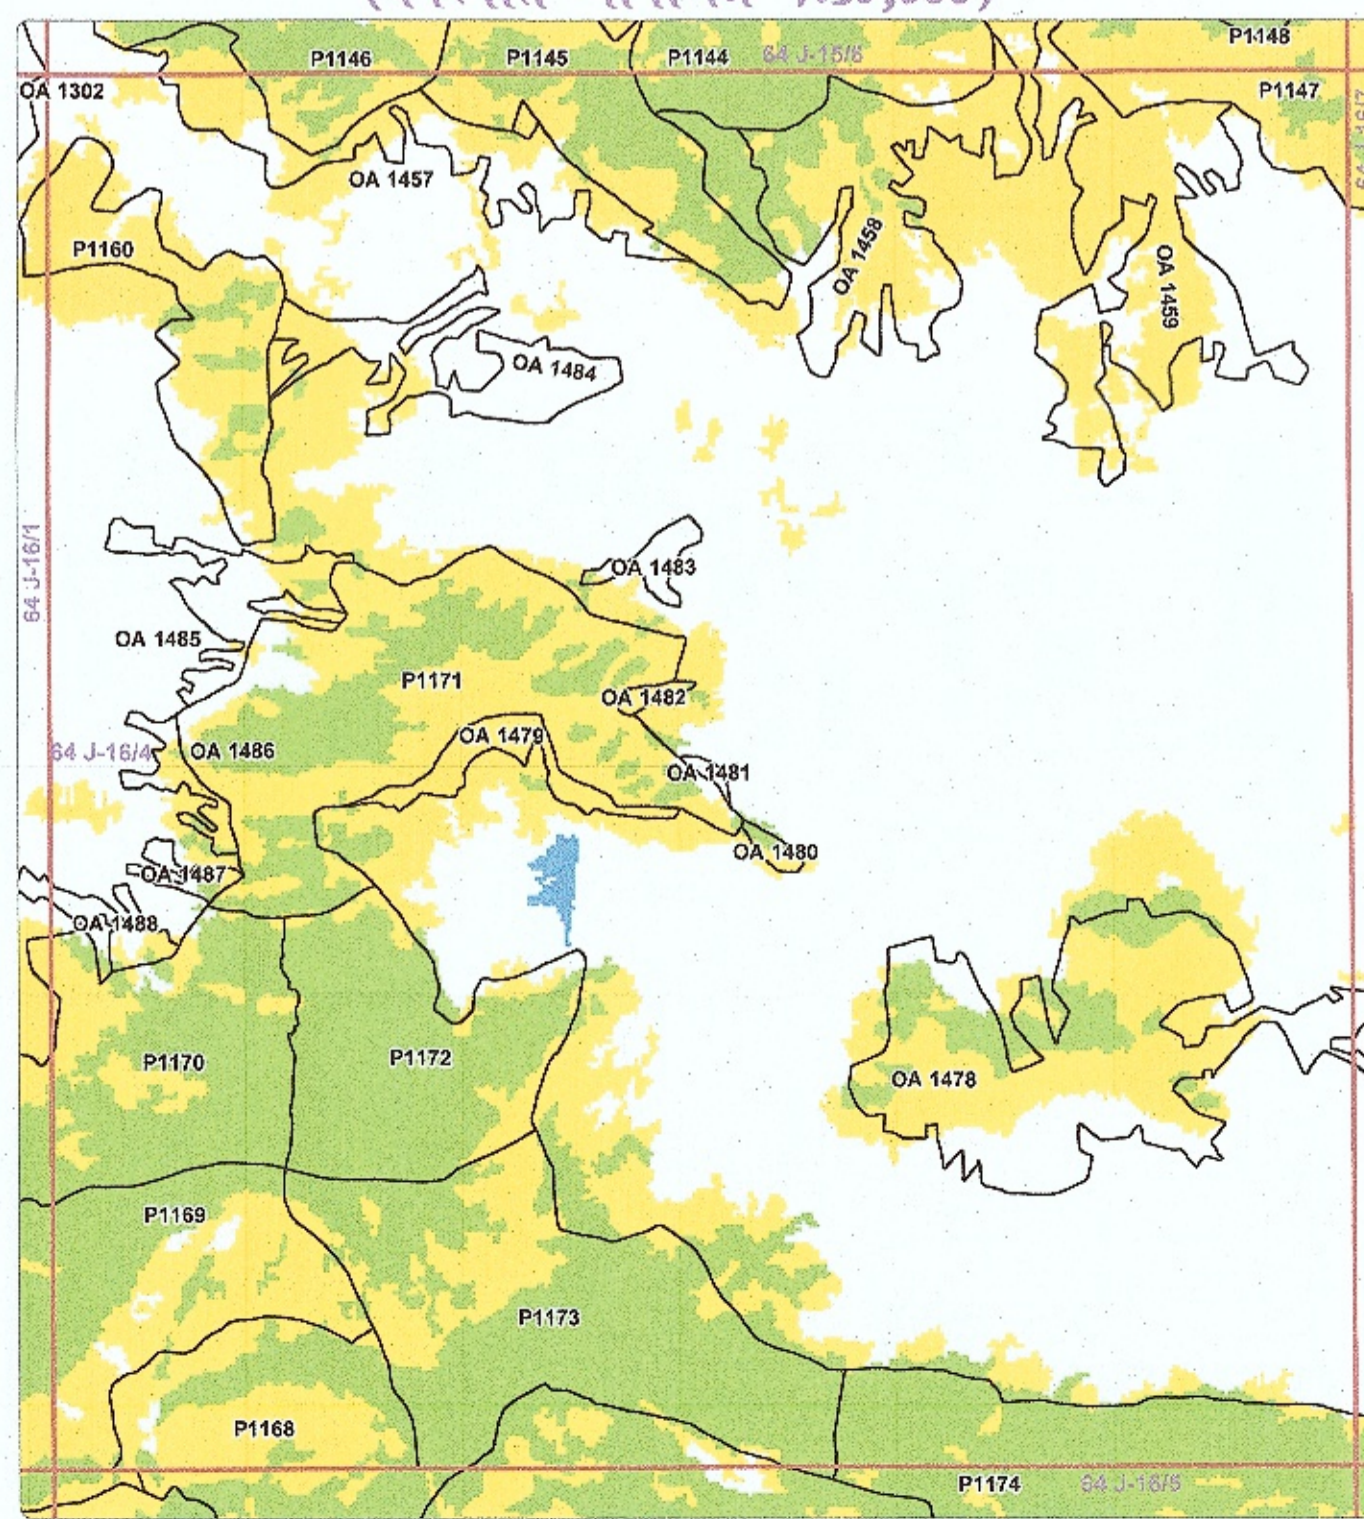 P1146
P1145
P1144
64 J-15/8
P1148
OA 1302
P1147
OA 1457
P1160
OA 1458
OA 1459
OA 1484
OA 1483
64 J-16/1
OA 1485
P1171
OA 1482
OA 1479
64 J-16/4
OA 1486
OA 1481
OA 1480
OA 1487
OA 1488
P1170
P1172
OA 1478
P1169
P1173
P1168
P1174
64 J-16/5